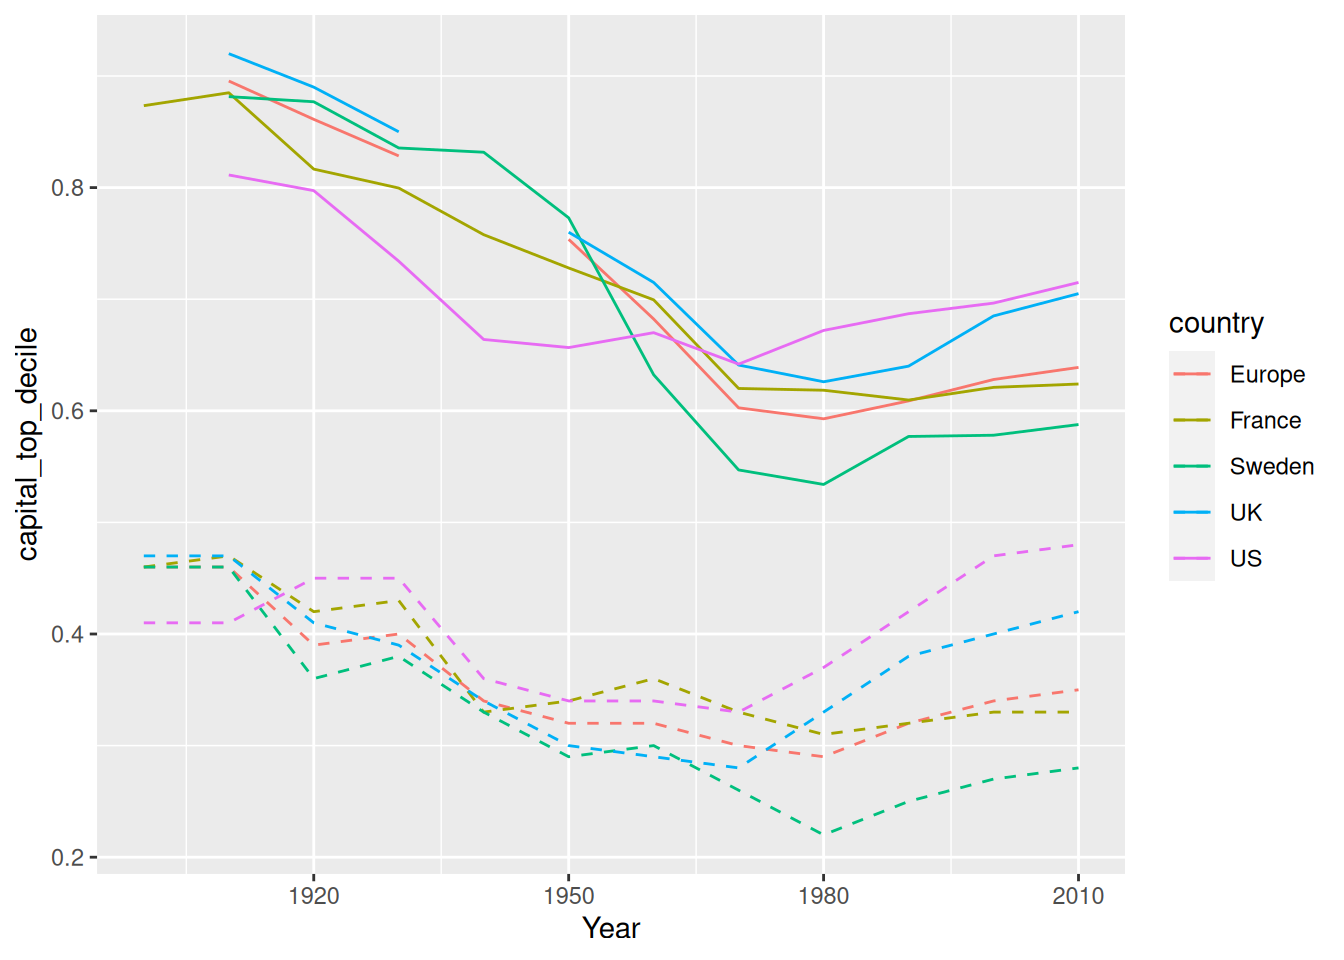 capital_top_decile
0.8
0.6
0.4
0.2
1920 1950 1980 2010
Year
country
Europe
France
Sweden
UK
US